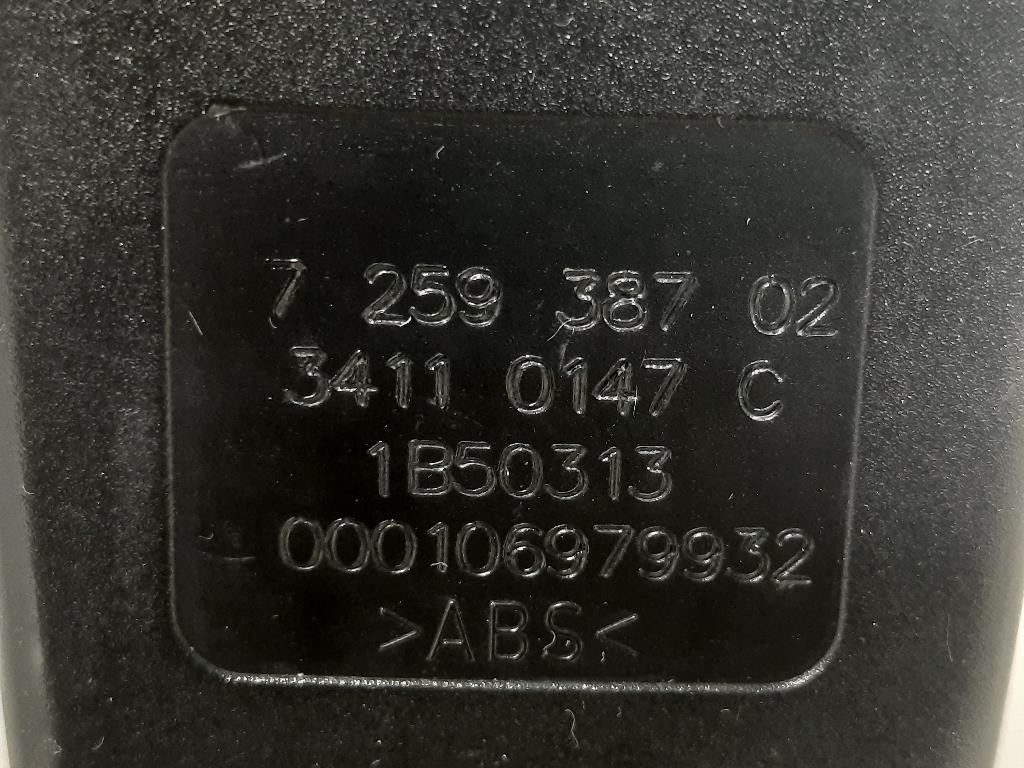 7 259 387 02
3411 0147 C
1B50313
000106979932
>ABS<